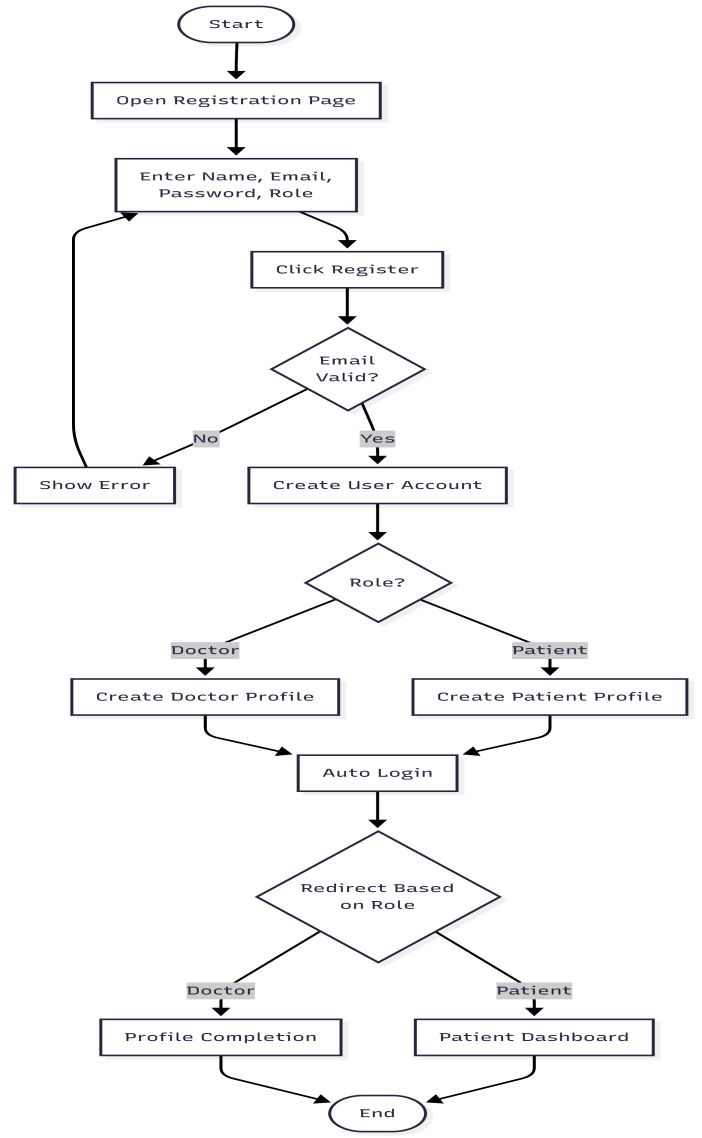 Start
Open Registration Page
Enter Name, Email,
Password, Role
Click Register
Email
Valid?
No
Yes
Show Error
Create User Account
Role?
Doctor
Patient
Create Doctor Profile
Create Patient Profile
Auto Login
Redirect Based
on Role
Doctor
Patient
Profile Completion
Patient Dashboard
End